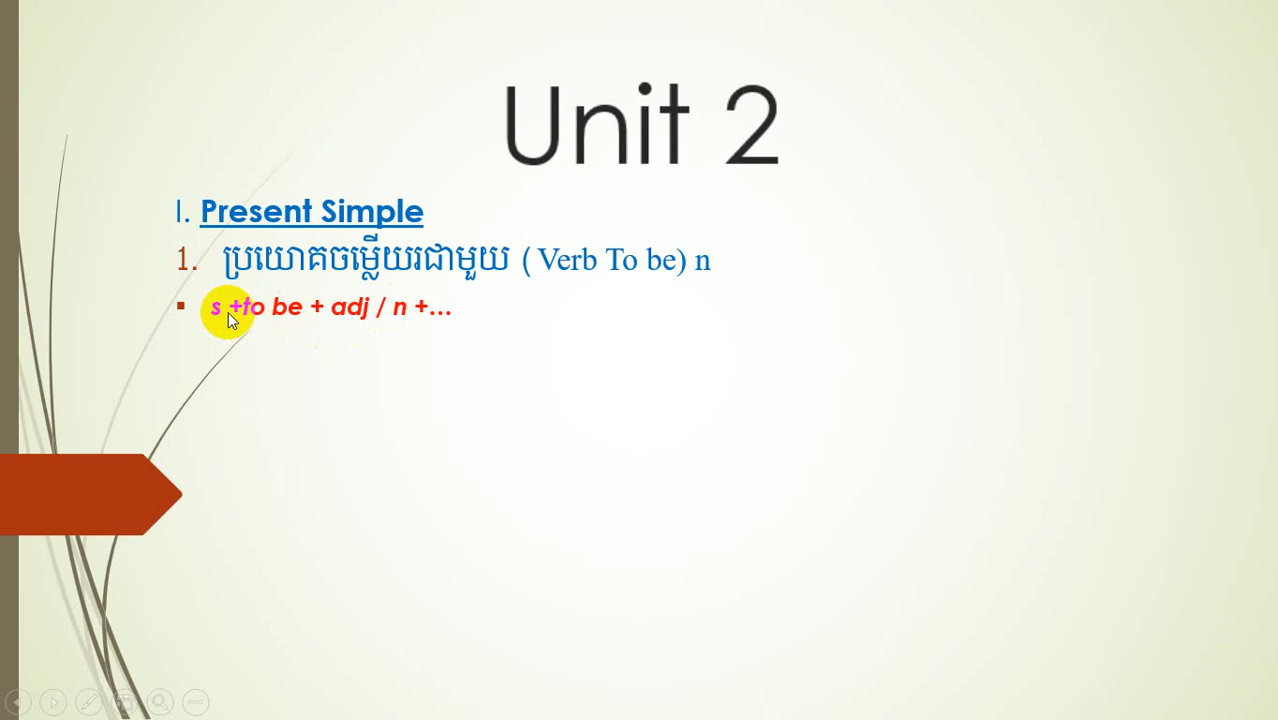 Unit 2
I. Present Simple
1. ប្រយោគចម្លើយរជាមួយ ( Verb To be) n
▪ s +to be + adj / n +…